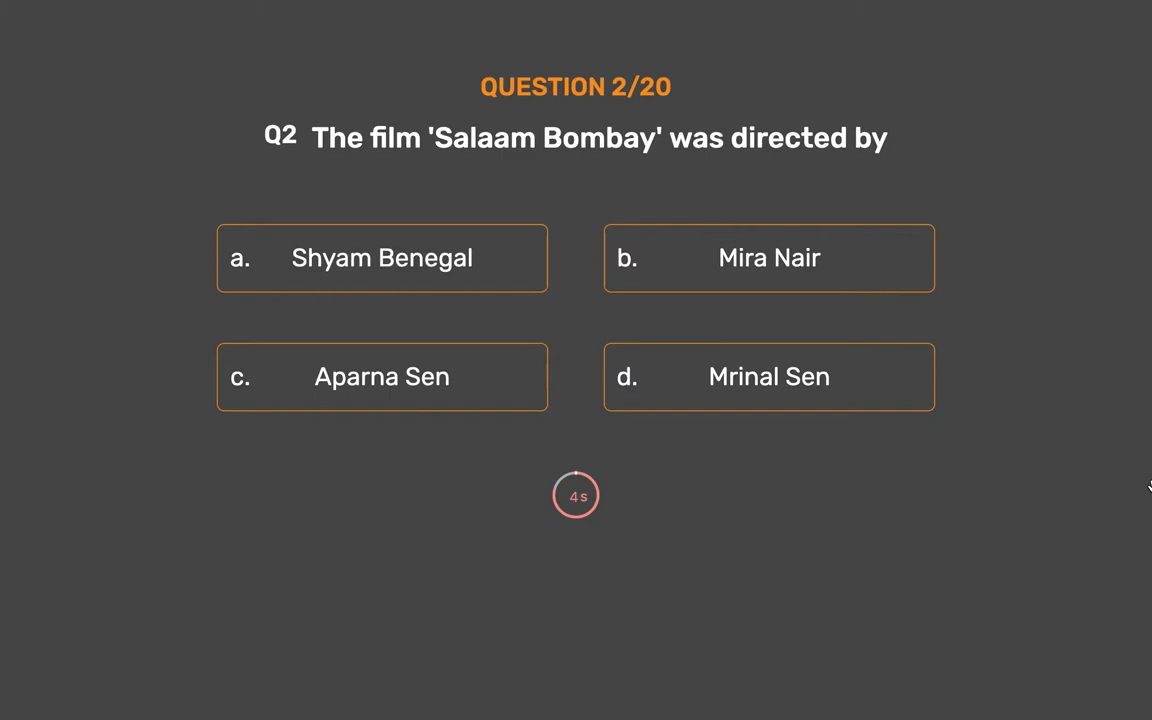 QUESTION 2/20
Q2 The film 'Salaam Bombay' was directed by
a. Shyam Benegal
b. Mira Nair
c. Aparna Sen
d. Mrinal Sen
4s